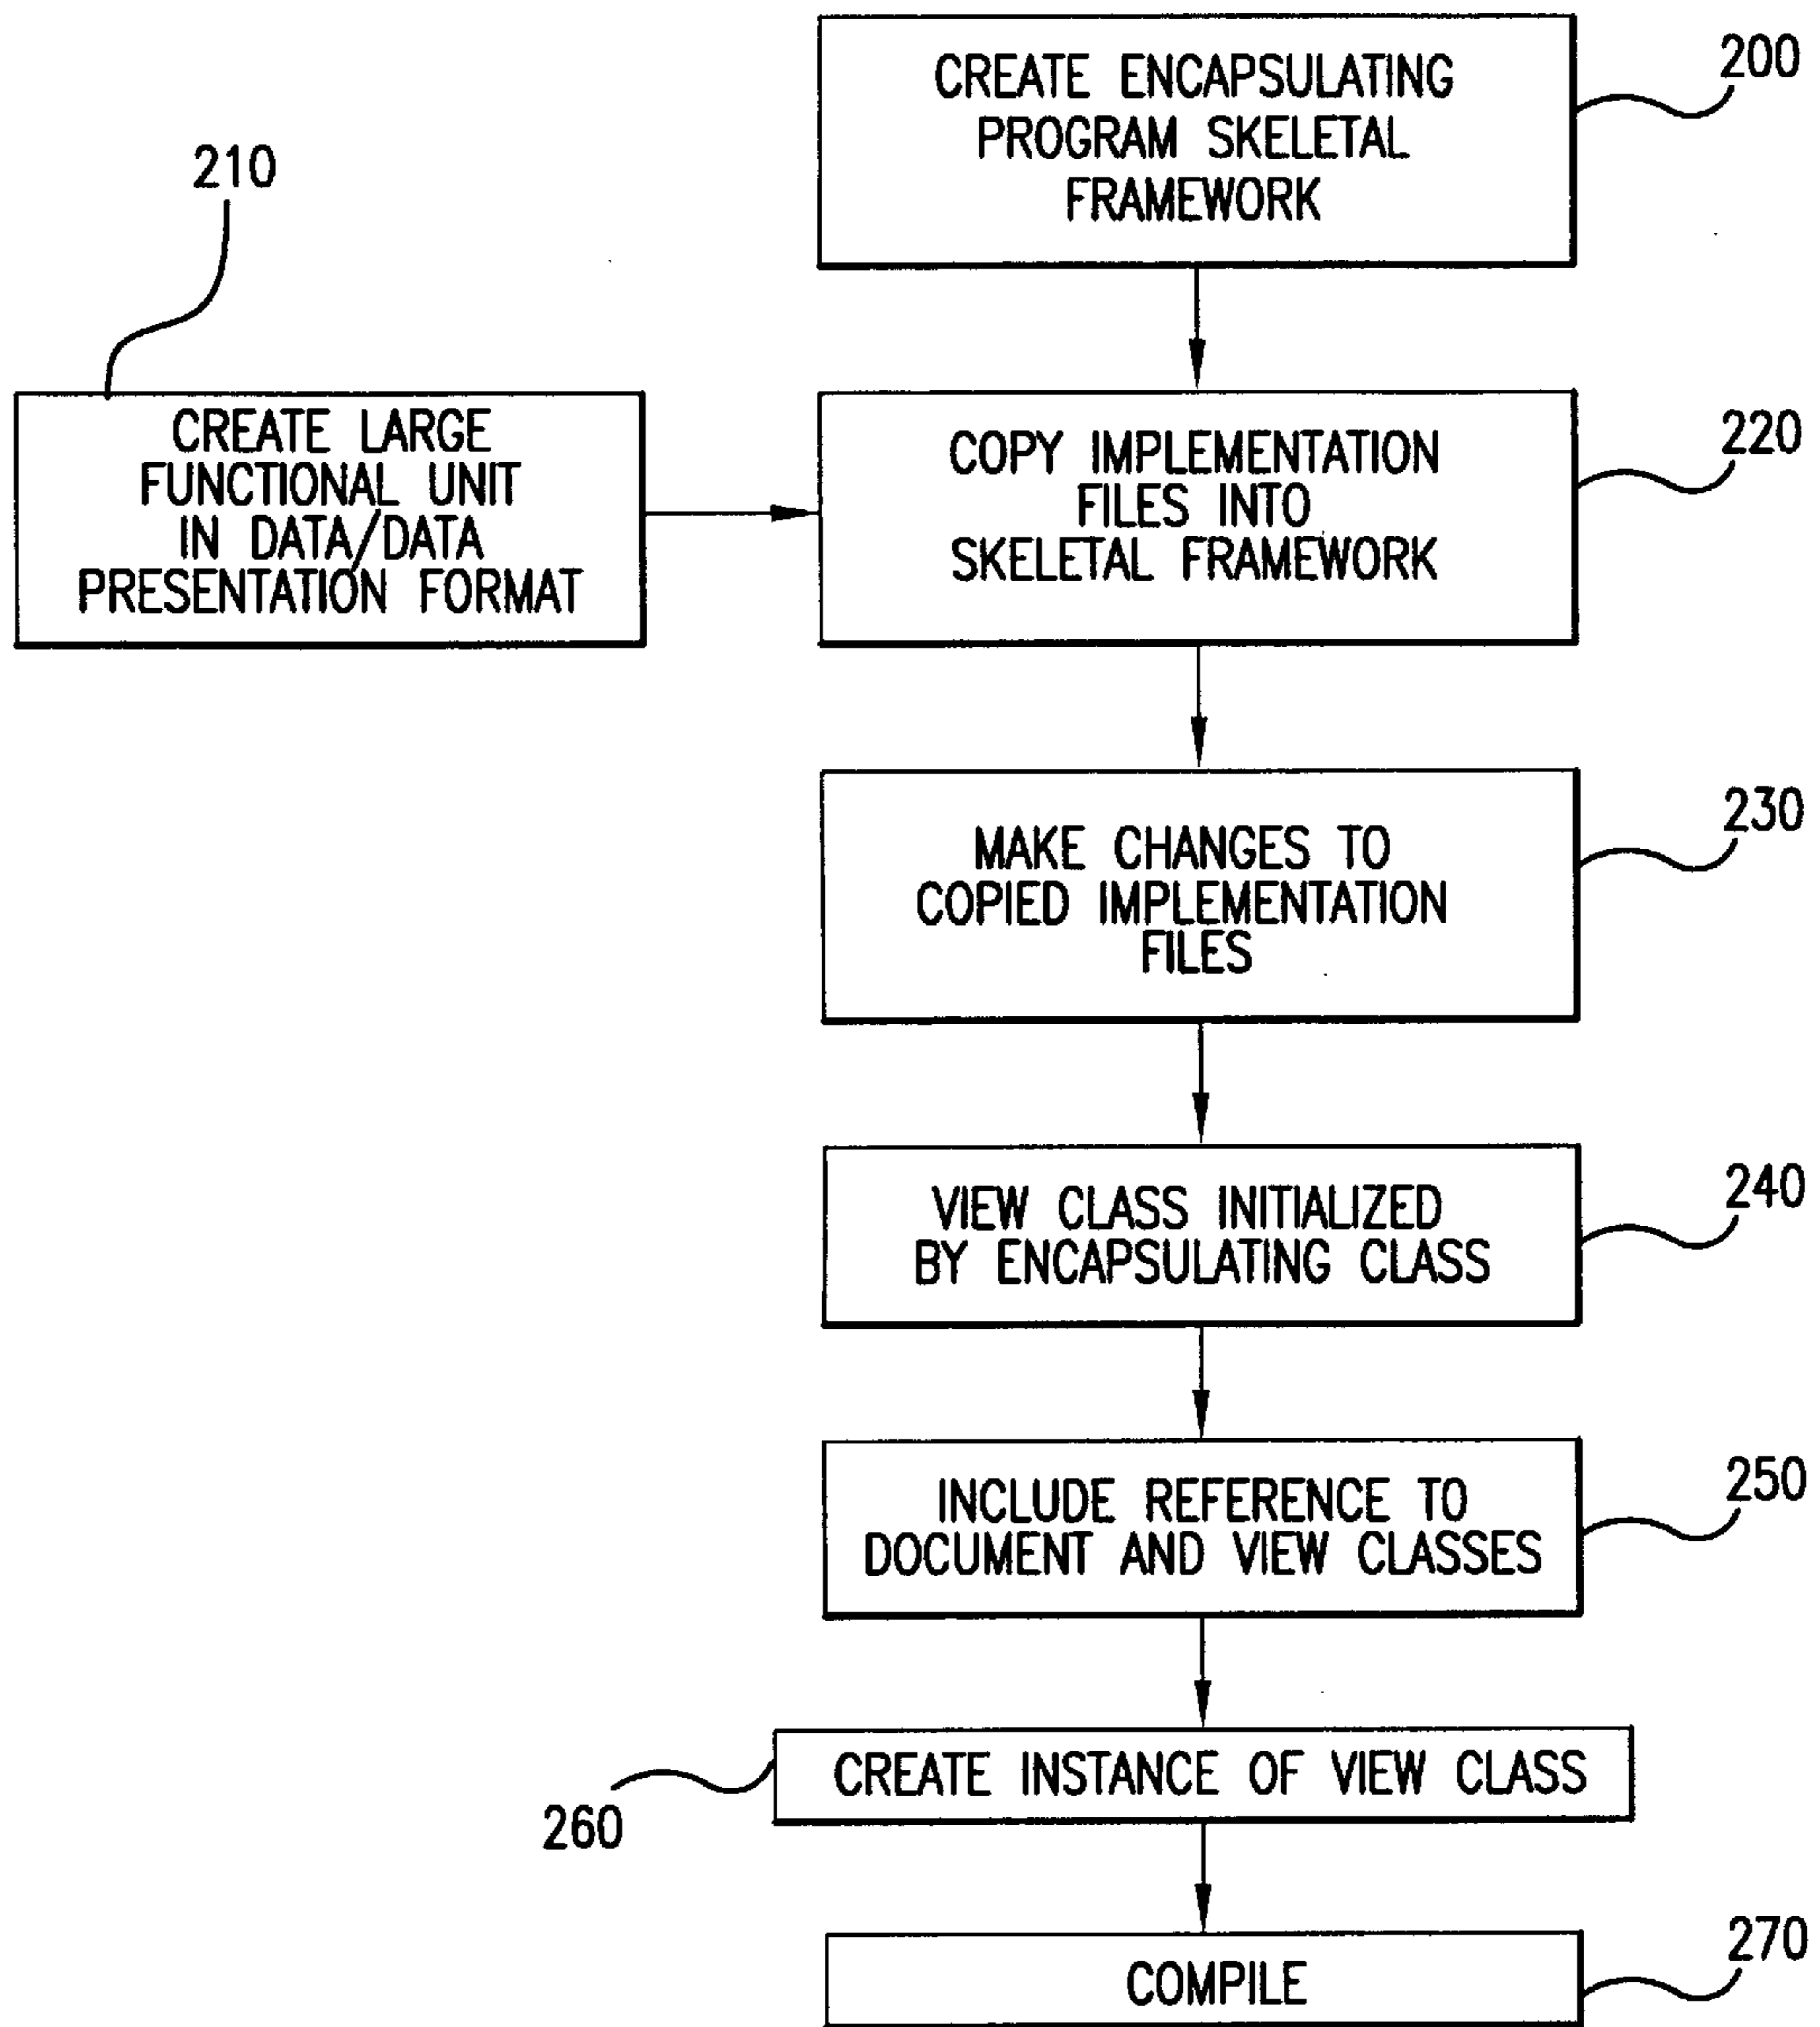 CREATE ENCAPSULATING
PROGRAM SKELETAL
FRAMEWORK
200
210
CREATE LARGE
FUNCTIONAL UNIT
IN DATA/DATA
PRESENTATION FORMAT
COPY IMPLEMENTATION
FILES INTO
SKELETAL FRAMEWORK
220
MAKE CHANGES TO
COPIED IMPLEMENTATION
FILES
230
VIEW CLASS INITIALIZED
BY ENCAPSULATING CLASS
240
INCLUDE REFERENCE TO
DOCUMENT AND VIEW CLASSES
250
CREATE INSTANCE OF VIEW CLASS
260
COMPILE
270